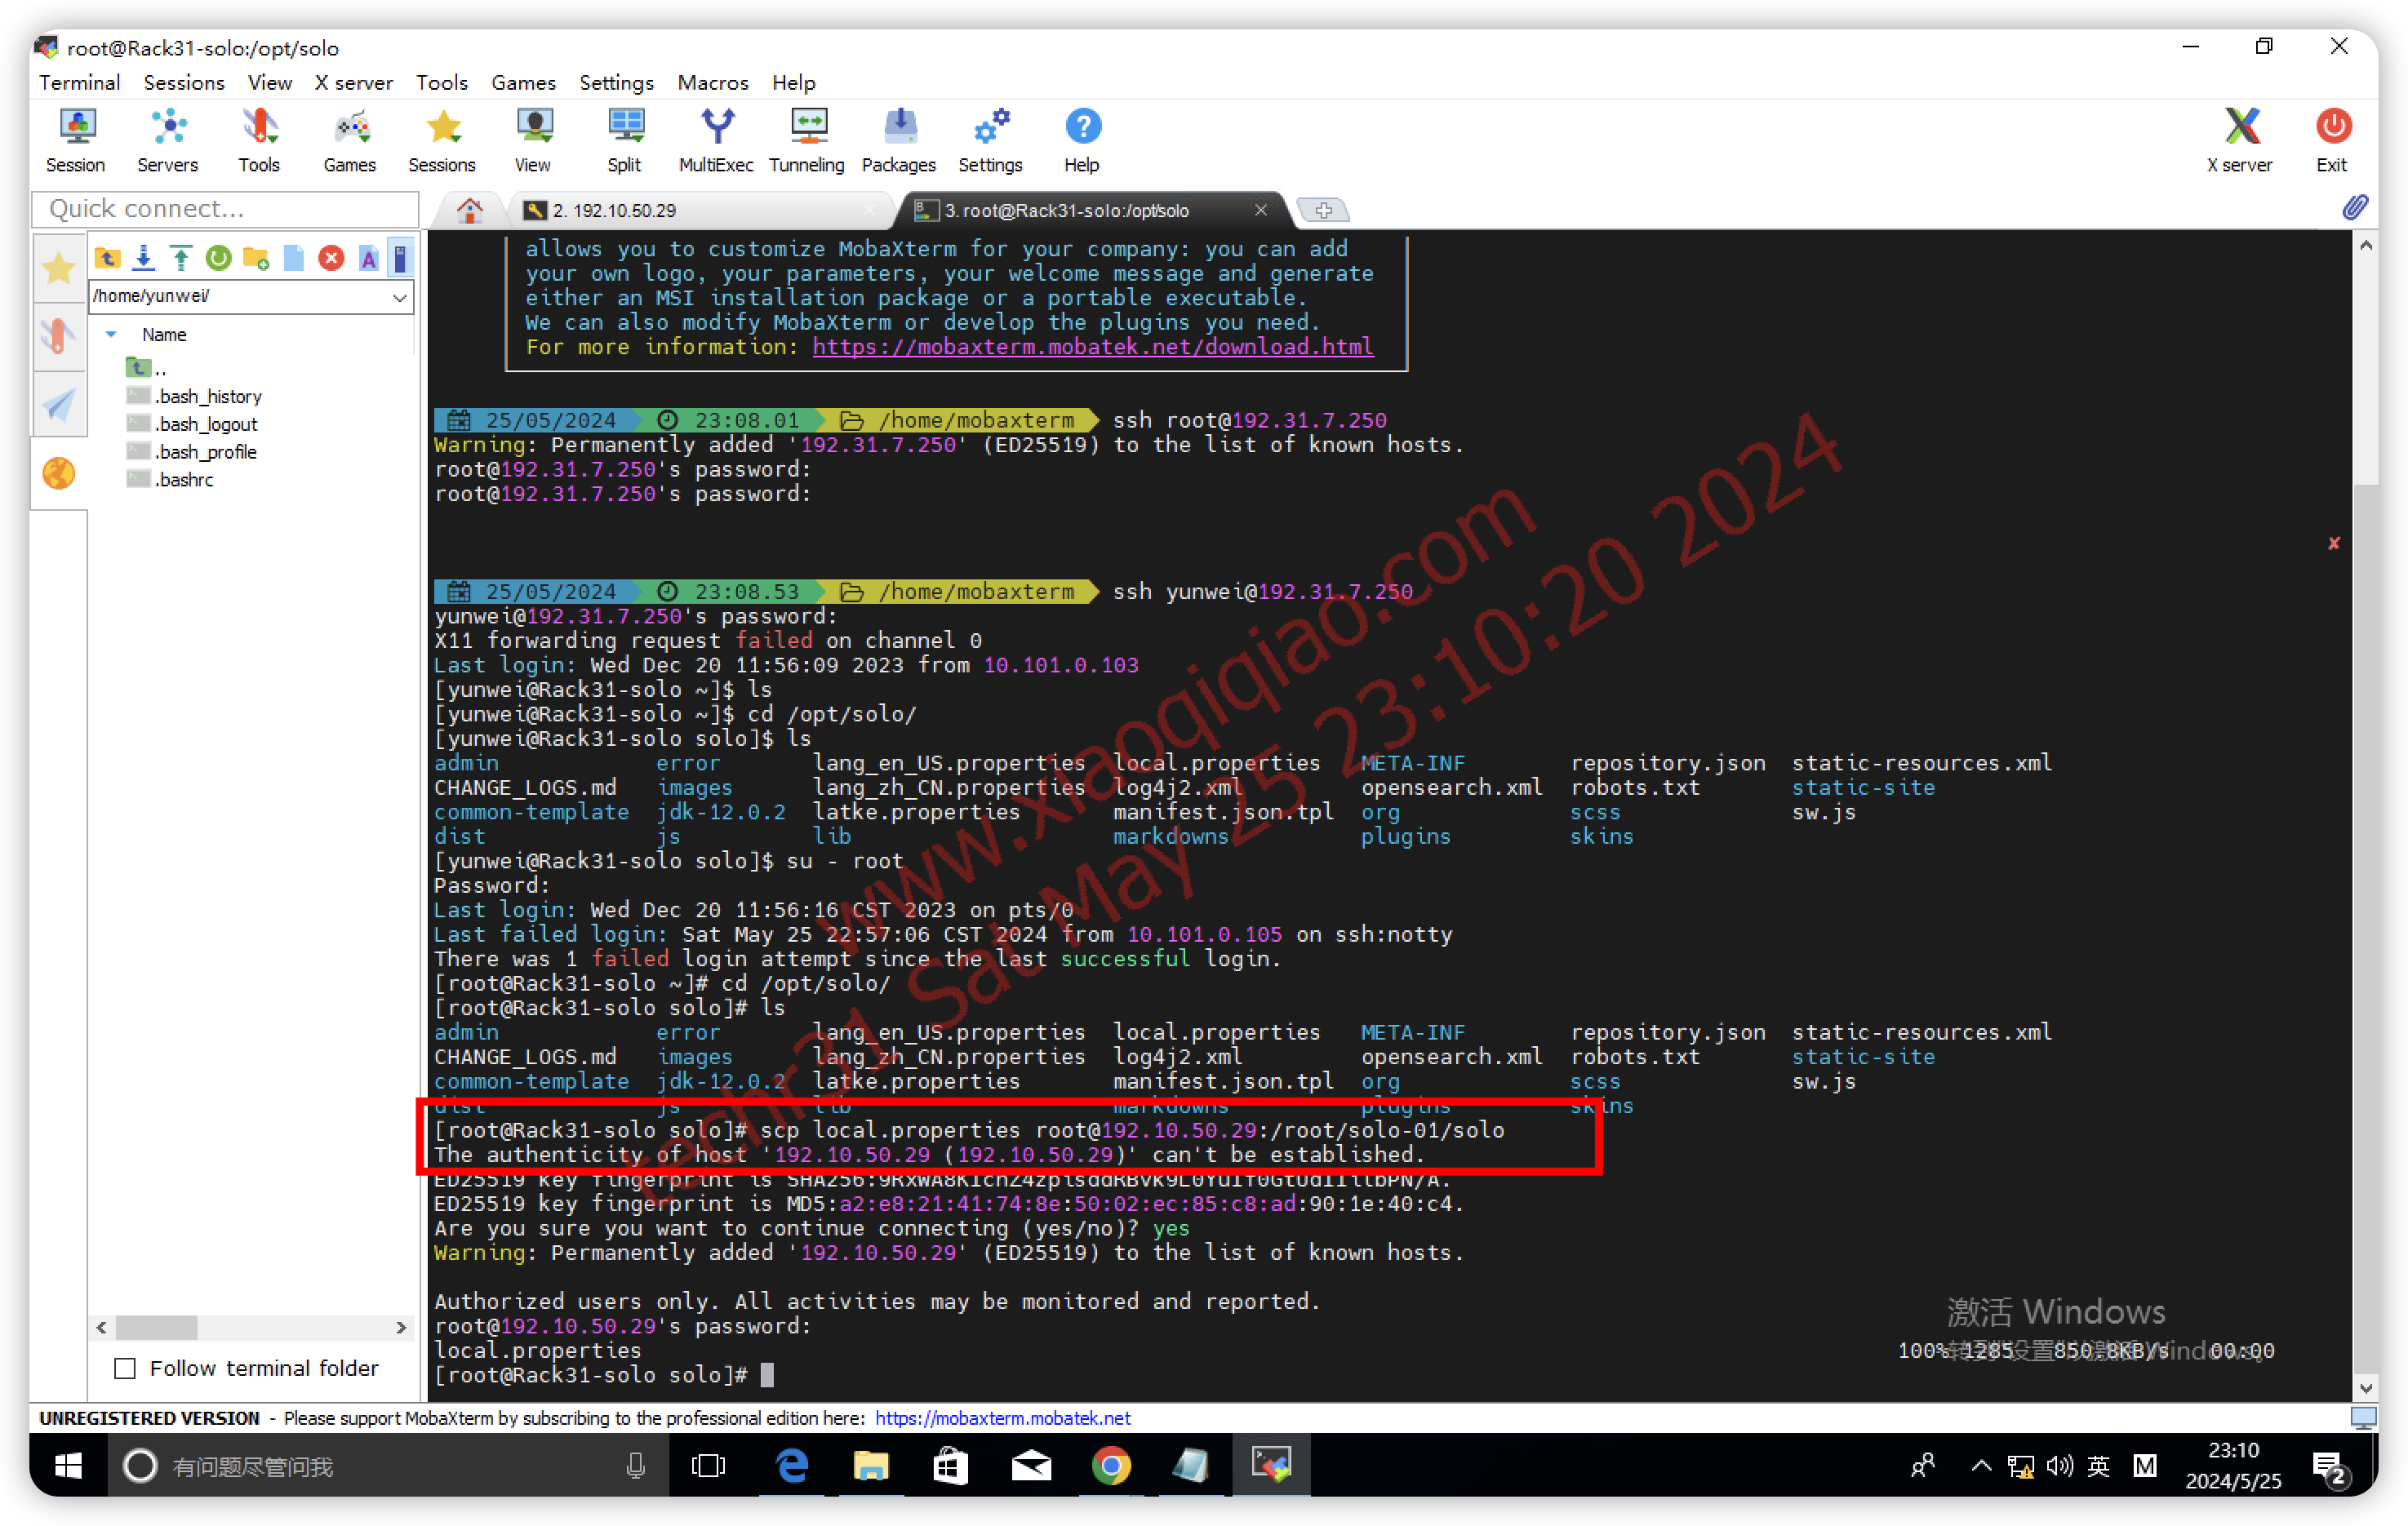 root@Rack31-solo:/opt/solo
Terminal Sessions View X server Tools Games Settings Macros Help
Session Servers Tools Games Sessions View Split MultiExec Tunneling Packages Settings Help X server Exit
Quick connect...
2. 192.10.50.29
3. root@Rack31-solo:/opt/solo
/home/yunwei/
Name
..
.bash_history
.bash_logout
.bash_profile
.bashrc
Follow terminal folder
allows you to customize MobaXterm for your company: you can add
your own logo, your parameters, your welcome message and generate
either an MSI installation package or a portable executable.
We can also modify MobaXterm or develop the plugins you need.
For more information: https://mobaxterm.mobatek.net/download.html
25/05/2024 23:08.01 /home/mobaxterm ssh root@192.31.7.250
Warning: Permanently added '192.31.7.250' (ED25519) to the list of known hosts.
root@192.31.7.250's password:
root@192.31.7.250's password:
25/05/2024 23:08.53 /home/mobaxterm ssh yunwei@192.31.7.250
yunwei@192.31.7.250's password:
X11 forwarding request failed on channel 0
Last login: Wed Dec 20 11:56:09 2023 from 10.101.0.103
[yunwei@Rack31-solo ~]$ ls
[yunwei@Rack31-solo ~]$ cd /opt/solo/
[yunwei@Rack31-solo solo]$ ls
admin error lang_en_US.properties local.properties META-INF repository.json static-resources.xml
CHANGE_LOGS.md images lang_zh_CN.properties log4j2.xml opensearch.xml robots.txt static-site
common-template jdk-12.0.2 latke.properties manifest.json.tpl org scss sw.js
dist js lib markdowns plugins skins
[yunwei@Rack31-solo solo]$ su - root
Password:
Last login: Wed Dec 20 11:56:16 CST 2023 on pts/0
Last failed login: Sat May 25 22:57:06 CST 2024 from 10.101.0.105 on ssh:notty
There was 1 failed login attempt since the last successful login.
[root@Rack31-solo ~]# cd /opt/solo/
[root@Rack31-solo solo]# ls
admin error lang_en_US.properties local.properties META-INF repository.json static-resources.xml
CHANGE_LOGS.md images lang_zh_CN.properties log4j2.xml opensearch.xml robots.txt static-site
common-template jdk-12.0.2 latke.properties manifest.json.tpl org scss sw.js
dist js lib markdowns plugins skins
[root@Rack31-solo solo]# scp local.properties root@192.10.50.29:/root/solo-01/solo
The authenticity of host '192.10.50.29 (192.10.50.29)' can't be established.
ED25519 key fingerprint is
ED25519 key fingerprint is MD5:a2:e8:21:41:74:8e:50:02:ec:85:c8:ad:90:1e:40:c4.
Are you sure you want to continue connecting (yes/no)? yes
Warning: Permanently added '192.10.50.29' (ED25519) to the list of known hosts.
Authorized users only. All activities may be monitored and reported.
root@192.10.50.29's password:
local.properties 100% 1285 850.8KB/s 00:00
[root@Rack31-solo solo]#
www.xiaoqiqiao.com
techr31 Sat May 25 23:10:20 2024
激活 Windows
转到"设置"以激活 Windows。
UNREGISTERED VERSION - Please support MobaXterm by subscribing to the professional edition here: https://mobaxterm.mobatek.net
有问题尽管问我
英
M
23:10
2024/5/25
2